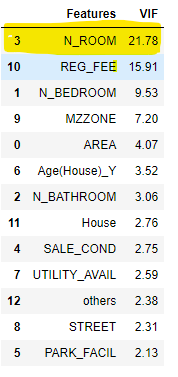 Features VIF
3 N_ROOM 21.78
10 REG_FEE 15.91
1 N_BEDROOM 9.53
9 MZZONE 7.20
0 AREA 4.07
6 Age(House)_Y 3.52
2 N_BATHROOM 3.06
11 House 2.76
4 SALE_COND 2.75
7 UTILITY_AVAIL 2.59
12 others 2.38
8 STREET 2.31
5 PARK_FACIL 2.13